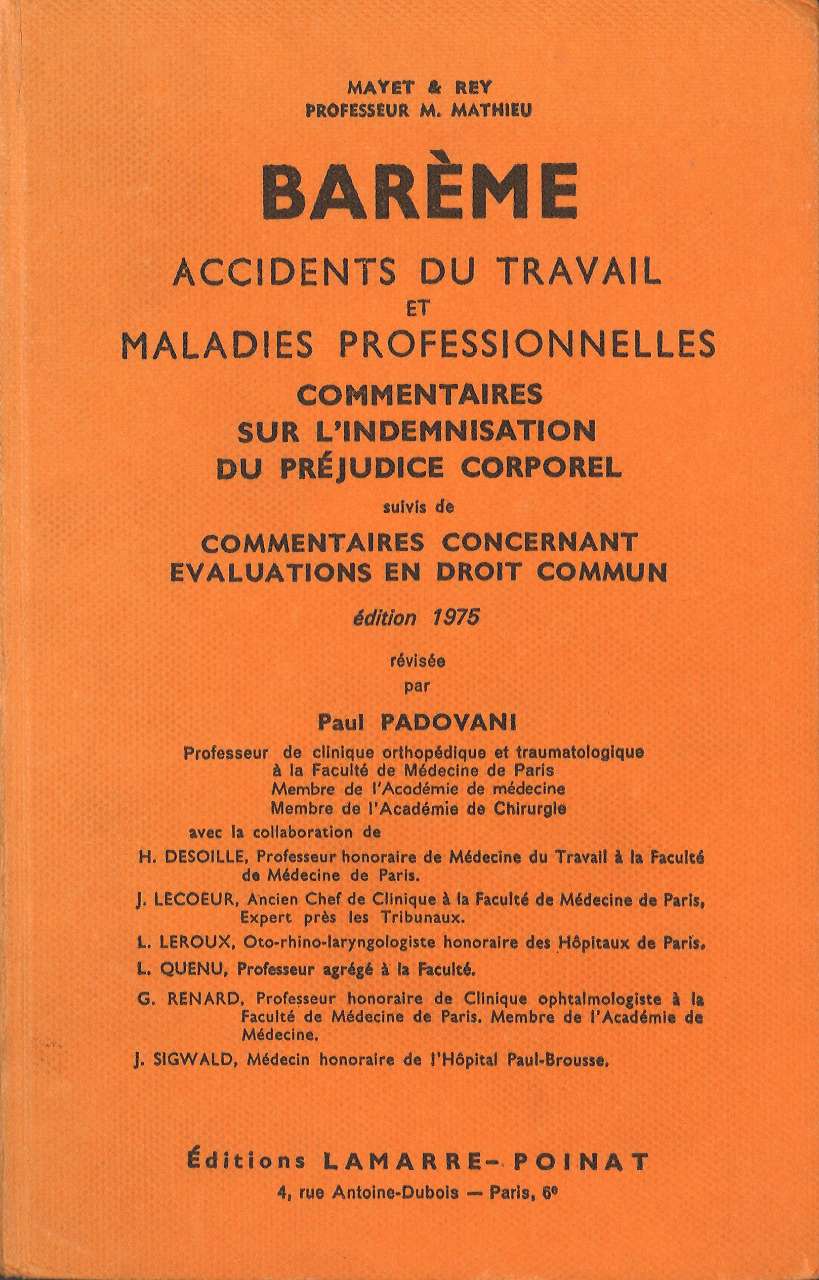 MAYET & REY
PROFESSEUR M. MATHIEU
BARÈME
ACCIDENTS DU TRAVAIL
ET
MALADIES PROFESSIONNELLES
COMMENTAIRES
SUR L'INDEMNISATION
DU PRÉJUDICE CORPOREL
suivis de
COMMENTAIRES CONCERNANT
EVALUATIONS EN DROIT COMMUN
édition 1975
révisée
par
Paul PADOVANI
Professeur de clinique orthopédique et traumatologique
à la Faculté de Médecine de Paris
Membre de l'Académie de médecine
Membre de l'Académie de Chirurgie
avec la collaboration de
H. DESOILLE, Professeur honoraire de Médecine du Travail à la Faculté
de Médecine de Paris.
J. LECOEUR, Ancien Chef de Clinique à la Faculté de Médecine de Paris,
Expert près les Tribunaux.
L. LEROUX, Oto-rhino-laryngologiste honoraire des Hôpitaux de Paris.
L. QUENU, Professeur agrégé à la Faculté.
G. RENARD, Professeur honoraire de Clinique ophtalmologiste à la
Faculté de Médecine de Paris. Membre de l'Académie de
Médecine.
J. SIGWALD, Médecin honoraire de l'Hôpital Paul-Brousse.
Éditions LAMARRE-POINAT
4, rue Antoine-Dubois — Paris, 6e